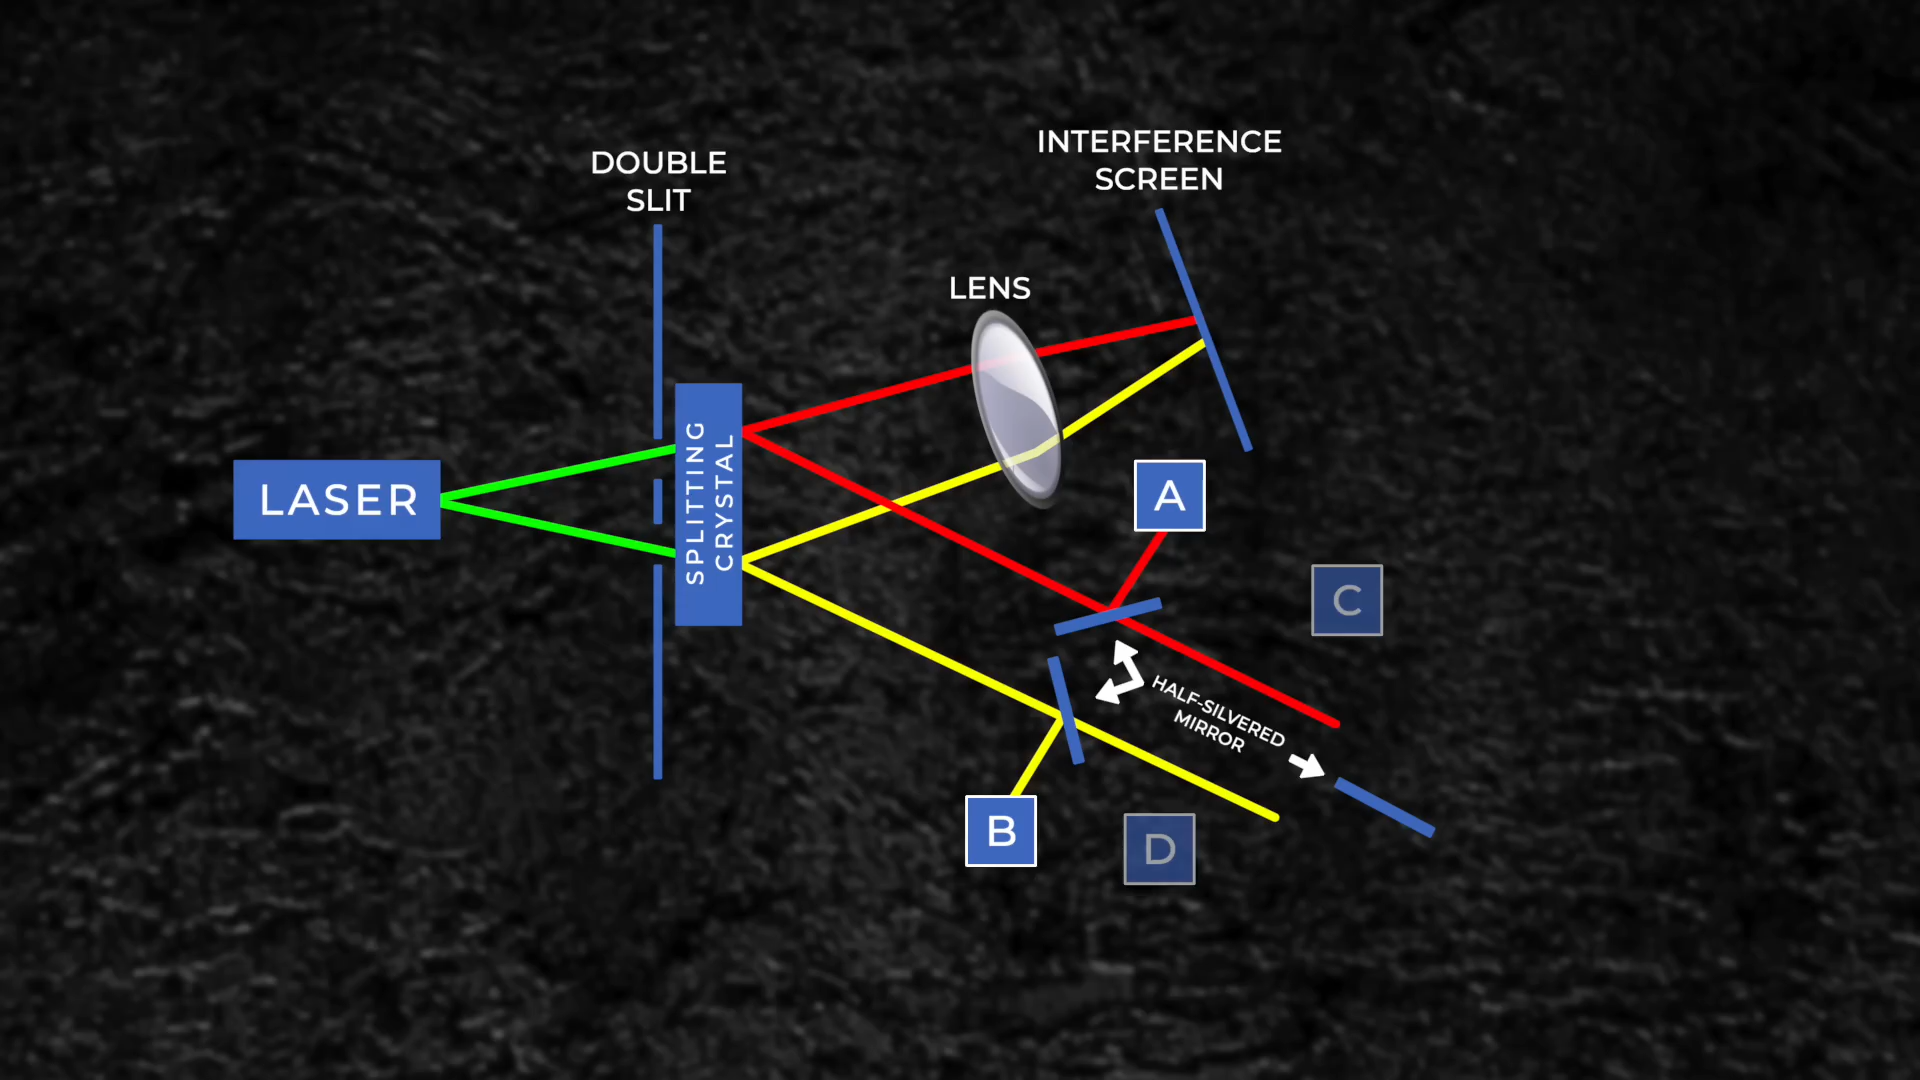 INTERFERENCE
SCREEN
DOUBLE
SLIT
LENS
LASER
SPLITTING
CRYSTAL
A
C
HALF-SILVERED
MIRROR
B
D